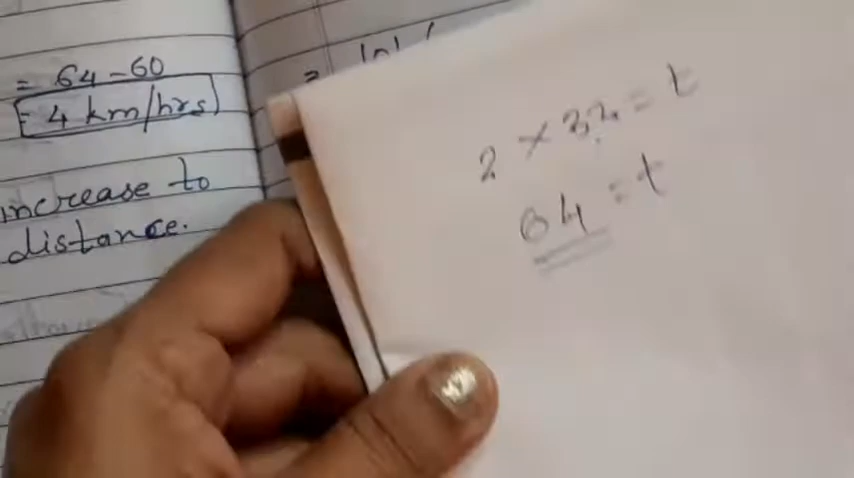 = 64-60
= 4 km/hrs
increase to
distance.
2 × 32 = t
64 = t